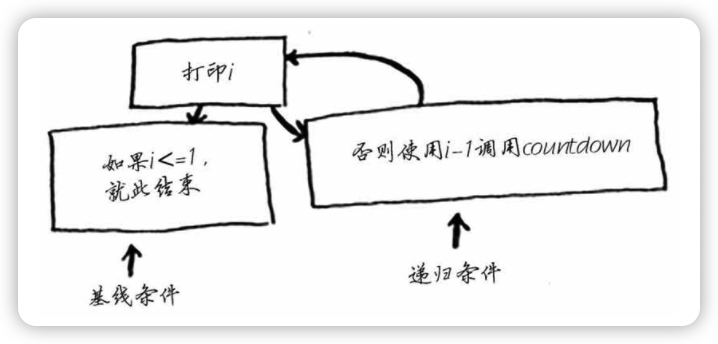 打印i
如果i<=1,
就此结束
否则使用i-1调用countdown
基线条件
递归条件